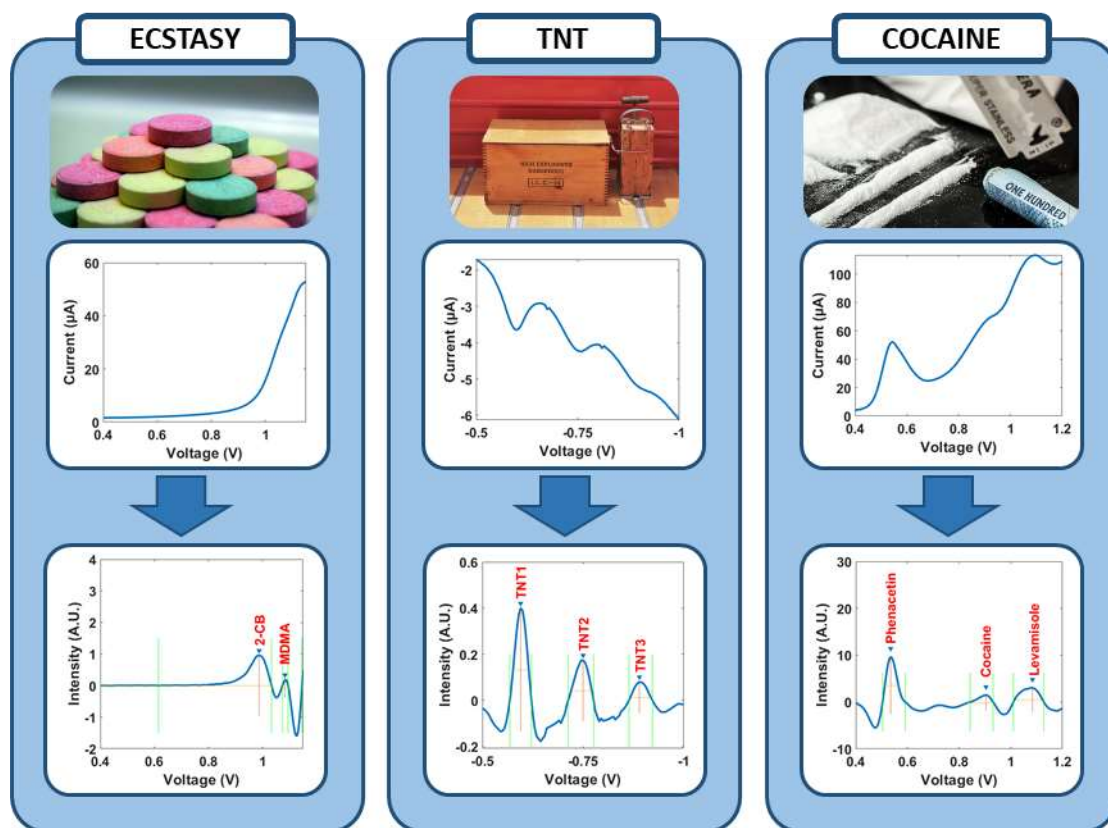 ECSTASY
60
40
20
0
0.4
0.6
0.8
1
Current (µA)
Voltage (V)
4
3
2
1
0
-1
-2
0.4
0.6
0.8
1
Intensity (A.U.)
Voltage (V)
2-CB
MDMA
TNT
HIGH EXPLOSIVES
DANGEROUS
-2
-3
-4
-5
-6
-0.5
-0.75
-1
Current (µA)
Voltage (V)
0.6
0.4
0.2
0
-0.2
-0.5
-0.75
-1
Intensity (A.U.)
Voltage (V)
TNT1
TNT2
TNT3
COCAINE
SUPER STAINLESS
ONE HUNDRED
100
80
60
40
20
0
0.4
0.6
0.8
1
1.2
Current (µA)
Voltage (V)
30
20
10
0
-10
0.4
0.6
0.8
1
1.2
Intensity (A.U.)
Voltage (V)
Phenacetin
Cocaine
Levamisole